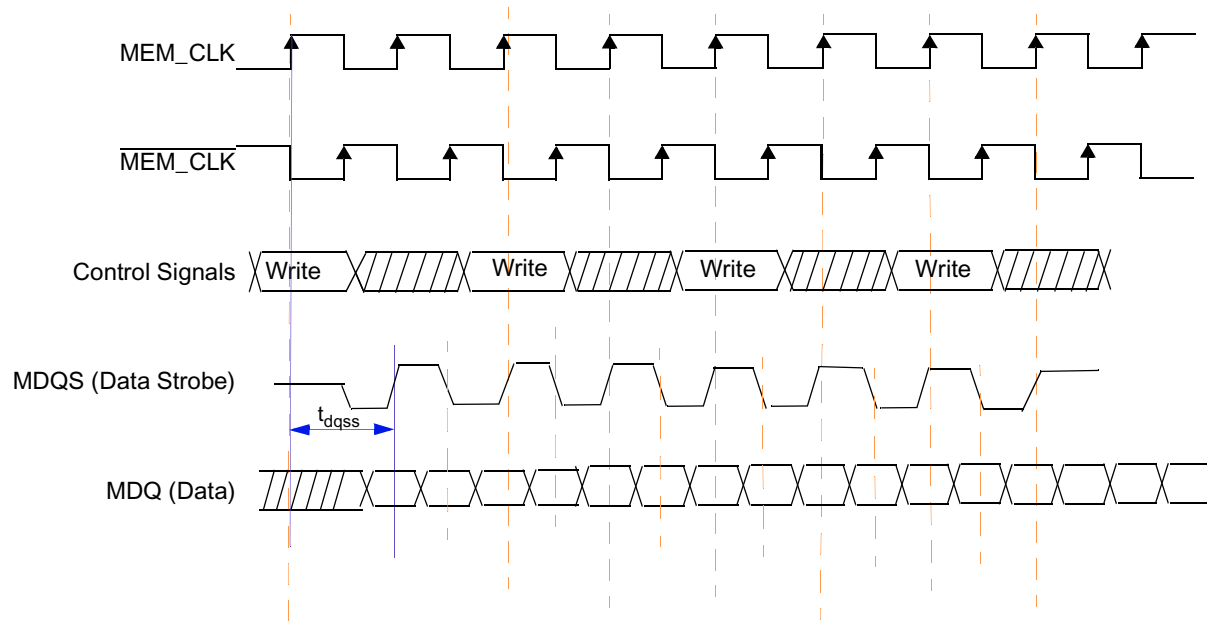 MEM_CLK
MEM_CLK
Control Signals Write Write Write Write
MDQS (Data Strobe)
tdqss
MDQ (Data)